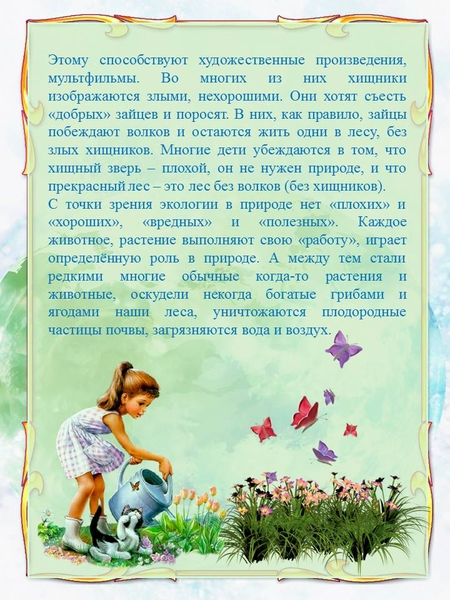 Этому способствуют художественные произведения,
мультфильмы. Во многих из них хищники
изображаются злыми, нехорошими. Они хотят съесть
«добрых» зайцев и поросят. В них, как правило, зайцы
побеждают волков и остаются жить одни в лесу, без
злых хищников. Многие дети убеждаются в том, что
хищный зверь – плохой, он не нужен природе, и что
прекрасный лес – это лес без волков (без хищников).
С точки зрения экологии в природе нет «плохих» и
«хороших», «вредных» и «полезных». Каждое
животное, растение выполняют свою «работу», играет
определённую роль в природе. А между тем стали
редкими многие обычные когда-то растения и
животные, оскудели некогда богатые грибами и
ягодами наши леса, уничтожаются плодородные
частицы почвы, загрязняются вода и воздух.